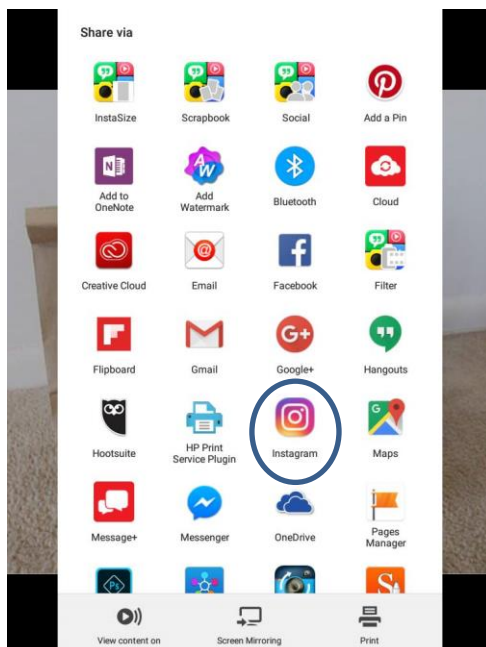 Share via
InstaSize
Scrapbook
Social
Add a Pin
Add to
OneNote
Add
Watermark
Bluetooth
Cloud
Creative Cloud
Email
Facebook
Filter
Flipboard
Gmail
Google+
Hangouts
Hootsuite
HP Print
Service Plugin
Instagram
Maps
Message+
Messenger
OneDrive
Pages
Manager
View content on
Screen Mirroring
Print